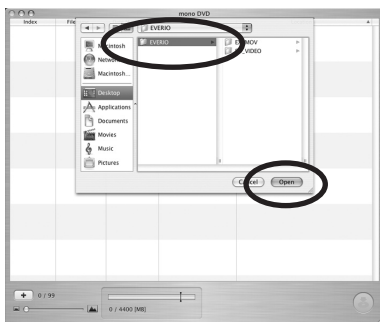 mono DVD
Index File
EVERIO
Macintosh EVERIO MOV
VIDEO
Macintosh...
Desktop
Applications
Documents
Movies
Music
Pictures
Cancel Open
0 / 99
0 / 4400 [MB]